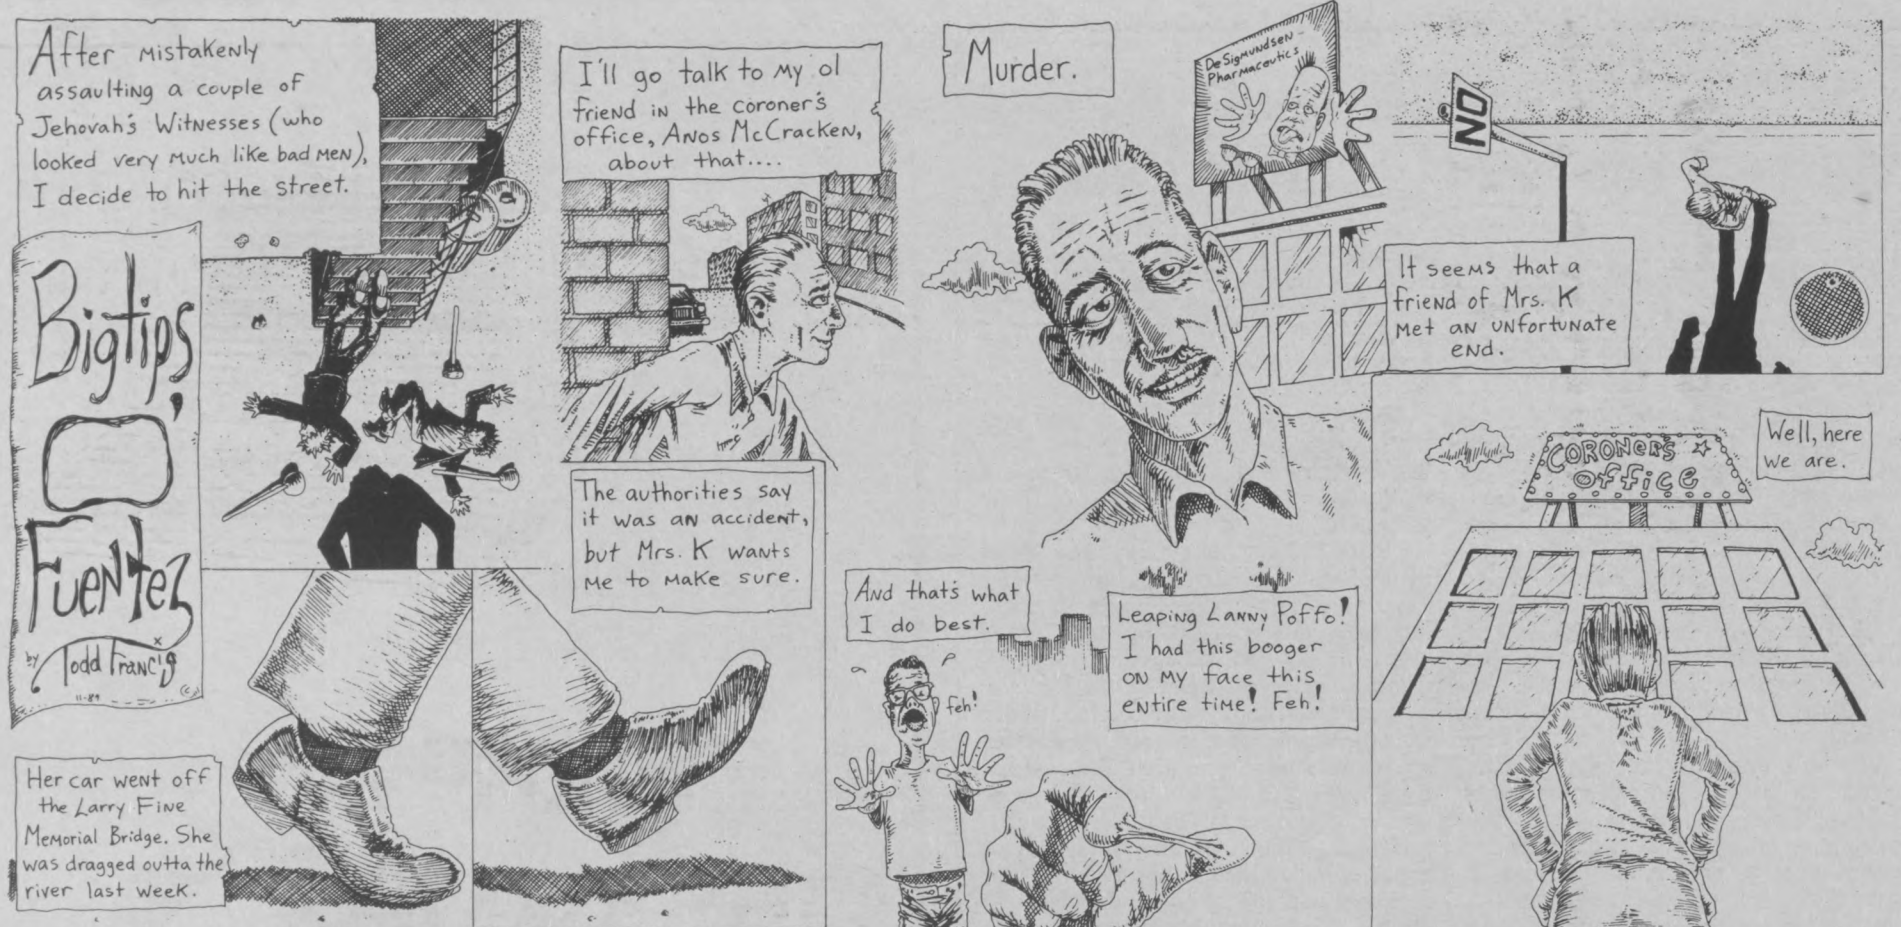 After mistakenly
assaulting a couple of
Jehovah's Witnesses (who
looked very much like bad men),
I decide to hit the street.
Bigtips,
Fuentez
by Todd Francis
11-89
(c)
I'll go talk to my ol
friend in the coroner's
office, Anos McCracken,
about that....
Murder.
DeSigmundsen -
Pharmaceutics
NO
It seems that a
friend of Mrs. K
met an unfortunate
end.
Her car went off
the Larry Fine
Memorial Bridge. She
was dragged outta the
river last week.
The authorities say
it was an accident,
but Mrs. K wants
me to make sure.
And that's what
I do best.
feh!
Leaping Lanny Poffo!
I had this booger
on my face this
entire time! Feh!
CORONERS
office
Well, here
we are.